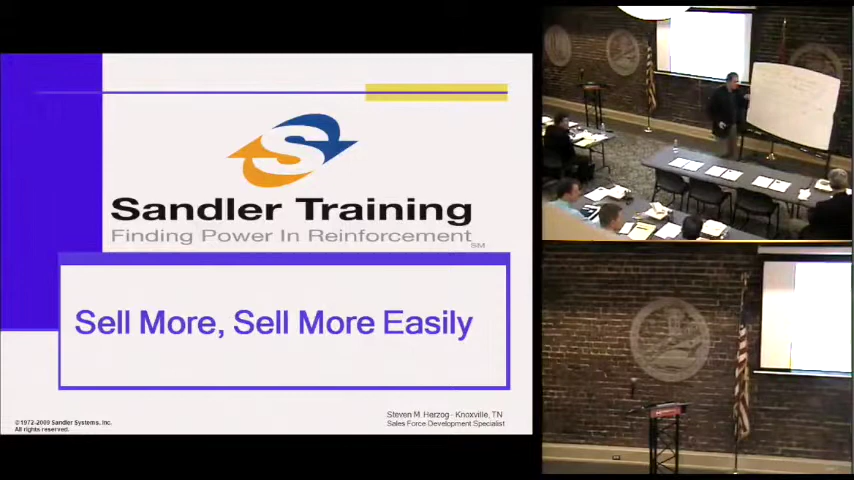 Sandler Training
Finding Power In Reinforcement
SM
Sell More, Sell More Easily
Steven M. Herzog - Knoxville, TN
Sales Force Development Specialist
©1972-2009 Sandler Systems, Inc.
All rights reserved.